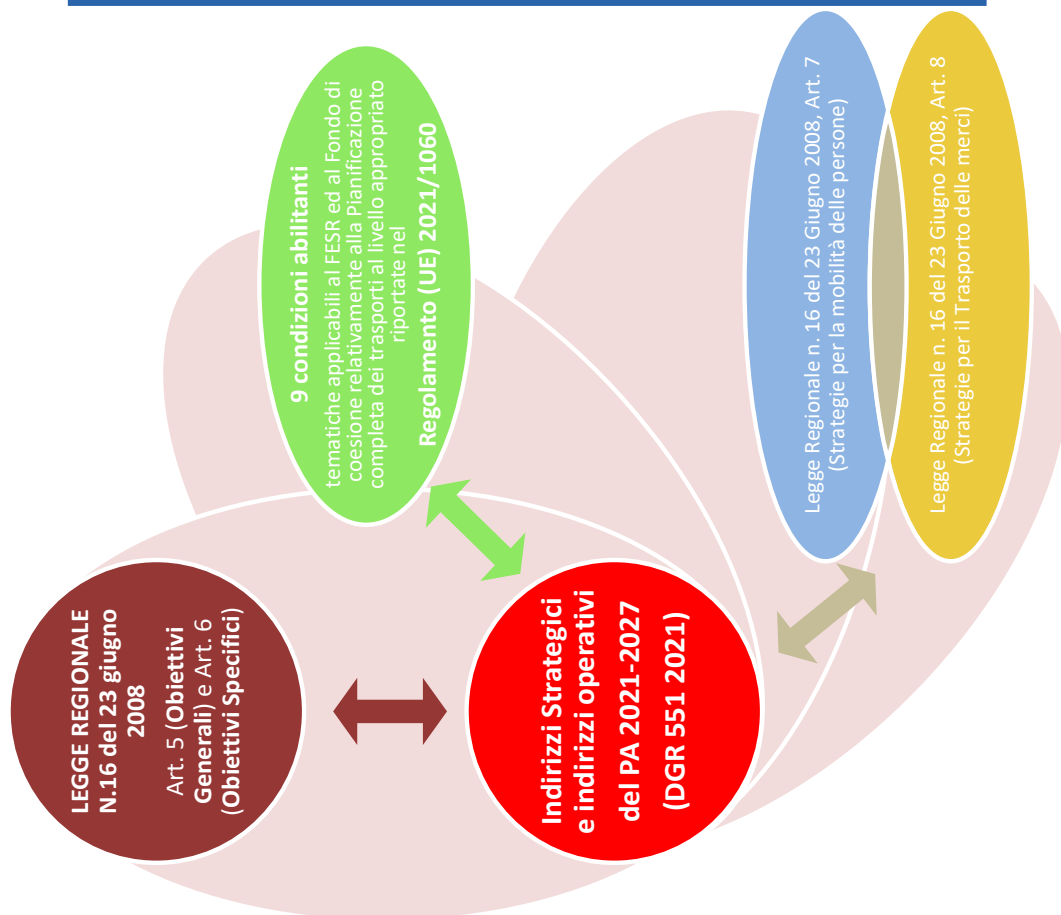 LEGGE REGIONALE
N.16 del 23 giugno
2008
Art. 5 (Obiettivi
Generali) e Art. 6
(Obiettivi Specifici)
Indirizzi Strategici
e indirizzi operativi
del PA 2021-2027
(DGR 551 2021)
9 condizioni abilitanti
tematiche applicabili al FESR ed al Fondo di
coesione relativamente alla Pianificazione
completa dei trasporti al livello appropriato
riportate nel
Regolamento (UE) 2021/1060
Legge Regionale n. 16 del 23 Giugno 2008, Art. 7
(Strategie per la mobilità delle persone)
Legge Regionale n. 16 del 23 Giugno 2008, Art. 8
(Strategie per il Trasporto delle merci)